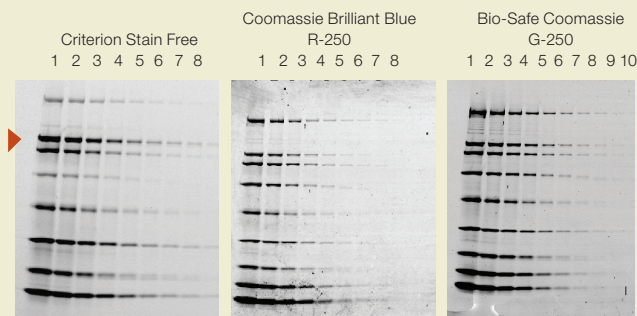 Criterion Stain Free
1 2 3 4 5 6 7 8
Coomassie Brilliant Blue
R-250
1 2 3 4 5 6 7 8
Bio-Safe Coomassie
G-250
1 2 3 4 5 6 7 8 9 10